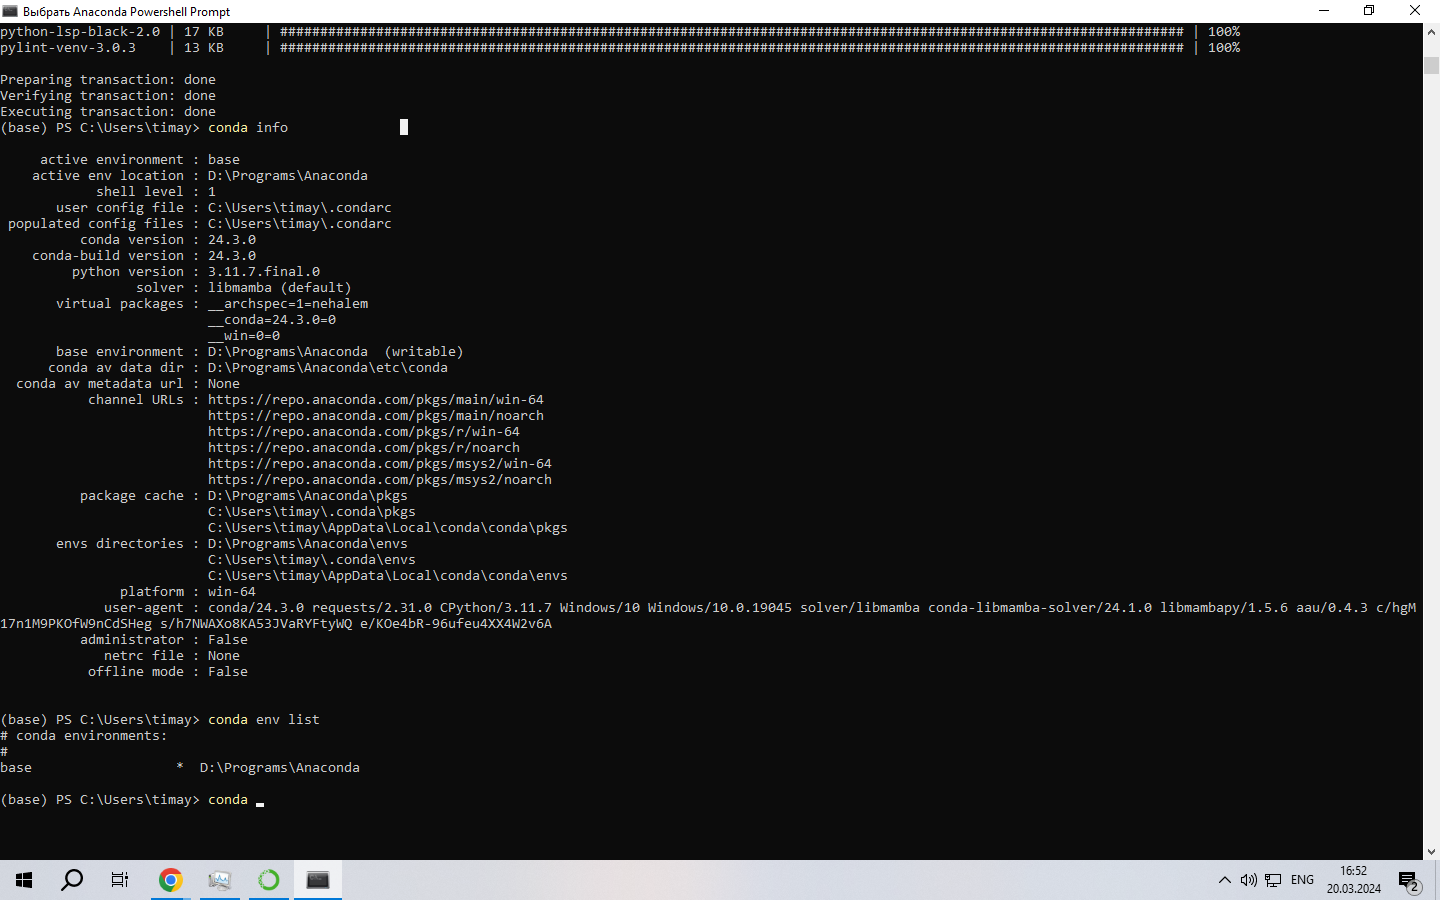 Выбрать Anaconda Powershell Prompt
python-lsp-black-2.0 | 17 KB     | ################################################################################################################# | 100%
pylint-venv-3.0.3    | 13 KB     | ################################################################################################################# | 100%
Preparing transaction: done
Verifying transaction: done
Executing transaction: done
(base) PS C:\Users\timay> conda info
active environment : base
active env location : D:\Programs\Anaconda
shell level : 1
user config file : C:\Users\timay\.condarc
populated config files : C:\Users\timay\.condarc
conda version : 24.3.0
conda-build version : 24.3.0
python version : 3.11.7.final.0
solver : libmamba (default)
virtual packages : __archspec=1=nehalem
__conda=24.3.0=0
__win=0=0
base environment : D:\Programs\Anaconda  (writable)
conda av data dir : D:\Programs\Anaconda\etc\conda
conda av metadata url : None
channel URLs : https://repo.anaconda.com/pkgs/main/win-64
https://repo.anaconda.com/pkgs/main/noarch
https://repo.anaconda.com/pkgs/r/win-64
https://repo.anaconda.com/pkgs/r/noarch
https://repo.anaconda.com/pkgs/msys2/win-64
https://repo.anaconda.com/pkgs/msys2/noarch
package cache : D:\Programs\Anaconda\pkgs
C:\Users\timay\.conda\pkgs
C:\Users\timay\AppData\Local\conda\conda\pkgs
envs directories : D:\Programs\Anaconda\envs
C:\Users\timay\.conda\envs
C:\Users\timay\AppData\Local\conda\conda\envs
platform : win-64
user-agent : conda/24.3.0 requests/2.31.0 CPython/3.11.7 Windows/10 Windows/10.0.19045 solver/libmamba conda-libmamba-solver/24.1.0 libmambapy/1.5.6 aau/0.4.3 c/hgM
17n1M9PKOfW9nCdSHeg s/h7NWAXo8KA53JVaRYFtyWQ e/KOe4bR-96ufeu4XX4W2v6A
administrator : False
netrc file : None
offline mode : False
(base) PS C:\Users\timay> conda env list
# conda environments:
#
base                  *  D:\Programs\Anaconda
(base) PS C:\Users\timay> conda
ENG
16:52
20.03.2024
2